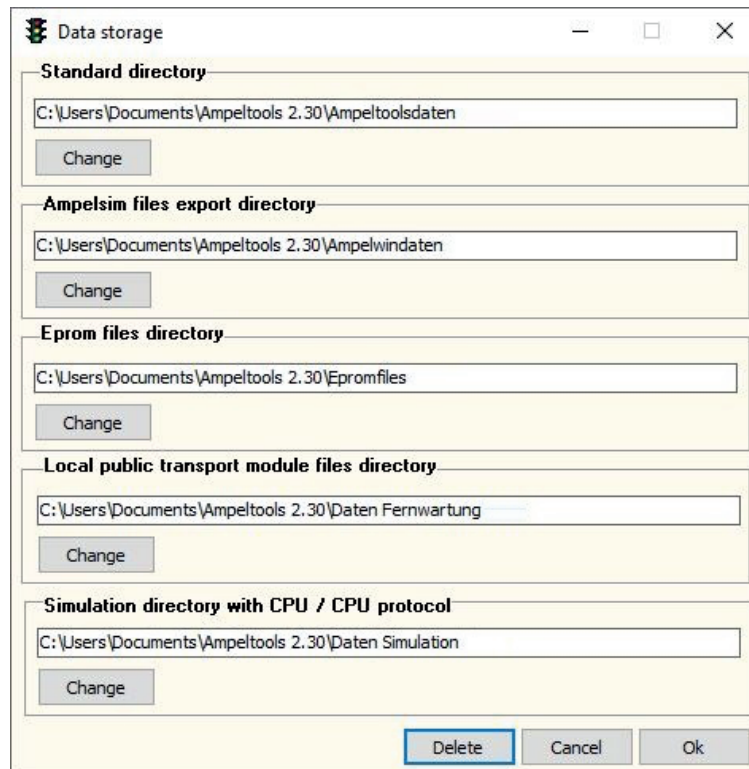 Data storage
Standard directory
C:\Users\Documents\Ampeltools 2.30\Ampeltoolsdaten
Change
Ampelsim files export directory
C:\Users\Documents\Ampeltools 2.30\Ampelwindaten
Change
Eprom files directory
C:\Users\Documents\Ampeltools 2.30\Epromfiles
Change
Local public transport module files directory
C:\Users\Documents\Ampeltools 2.30\Daten Fernwartung
Change
Simulation directory with CPU / CPU protocol
C:\Users\Documents\Ampeltools 2.30\Daten Simulation
Change
Delete Cancel Ok